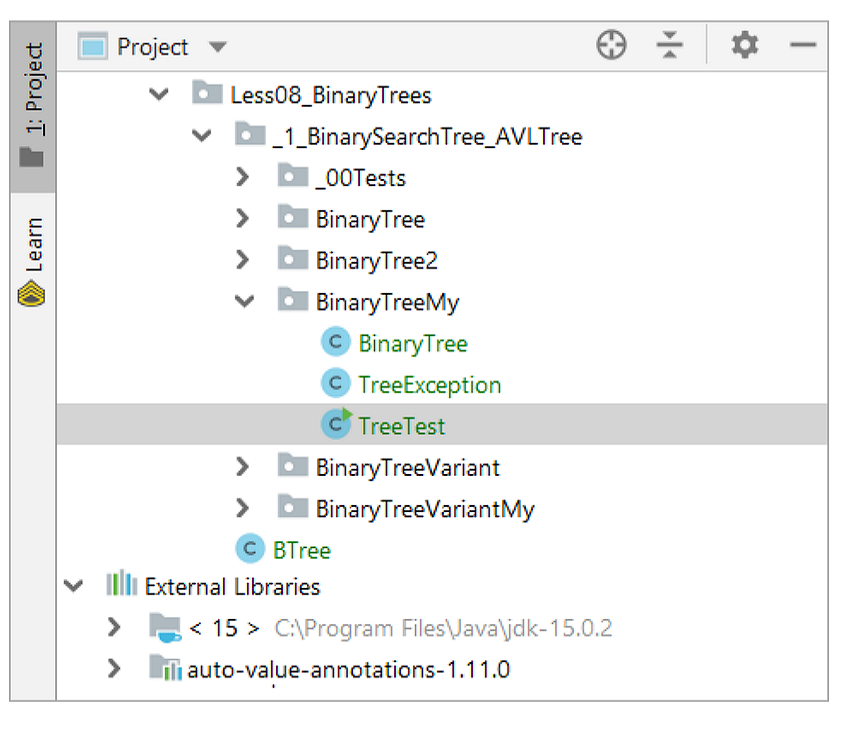 1: Project
Learn
Project
Less08_BinaryTrees
_1_BinarySearchTree_AVLTree
_00Tests
BinaryTree
BinaryTree2
BinaryTreeMy
C BinaryTree
C TreeException
C TreeTest
BinaryTreeVariant
BinaryTreeVariantMy
C BTree
External Libraries
< 15 > C:\Program Files\Java\jdk-15.0.2
auto-value-annotations-1.11.0